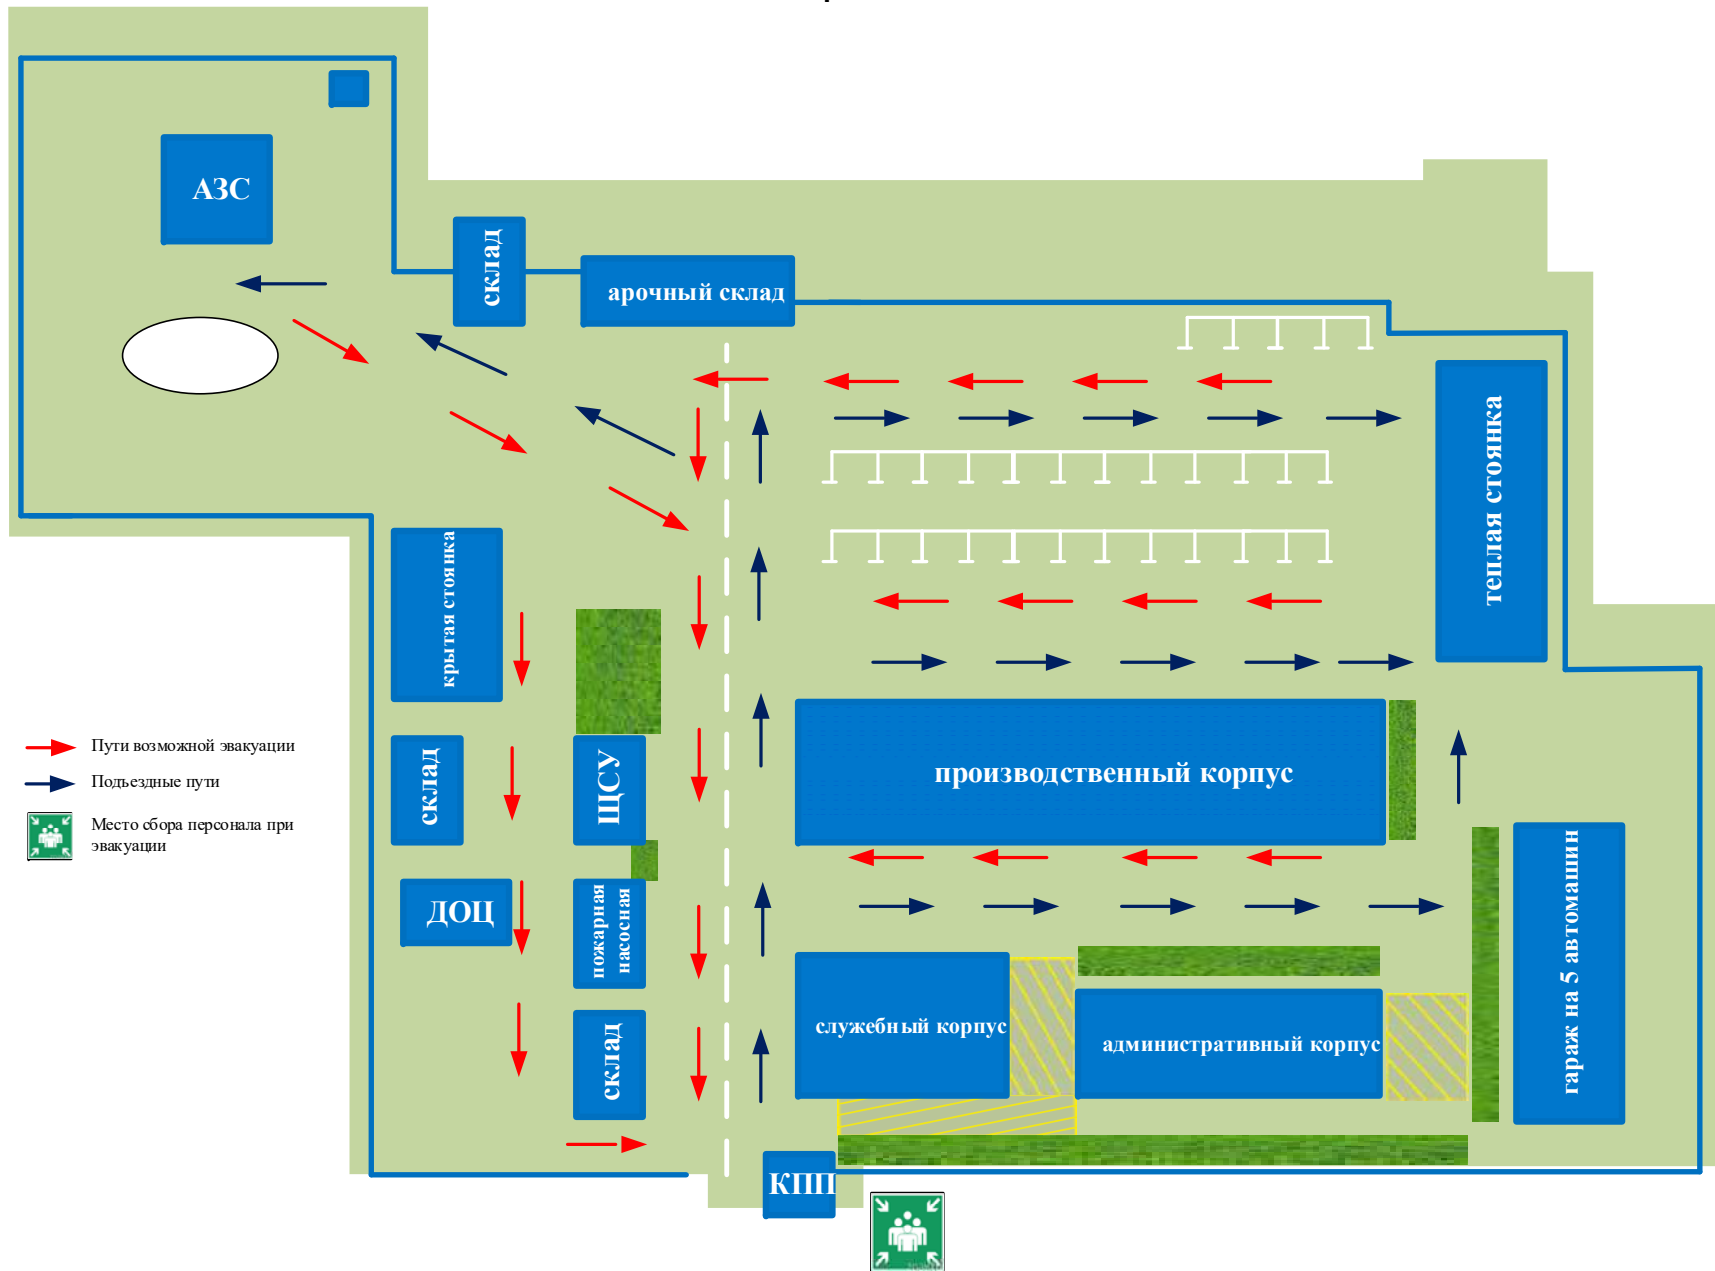 АЗС
склад
арочный склад
теплая стоянка
крытая стоянка
Пути возможной эвакуации
Подьездные пути
Место сбора персонала при
эвакуации
склад
ЩСУ
производственный корпус
ДОЦ
пожарная
насосная
склад
служебный корпус
административный корпус
гараж на 5 автомашин
КПП